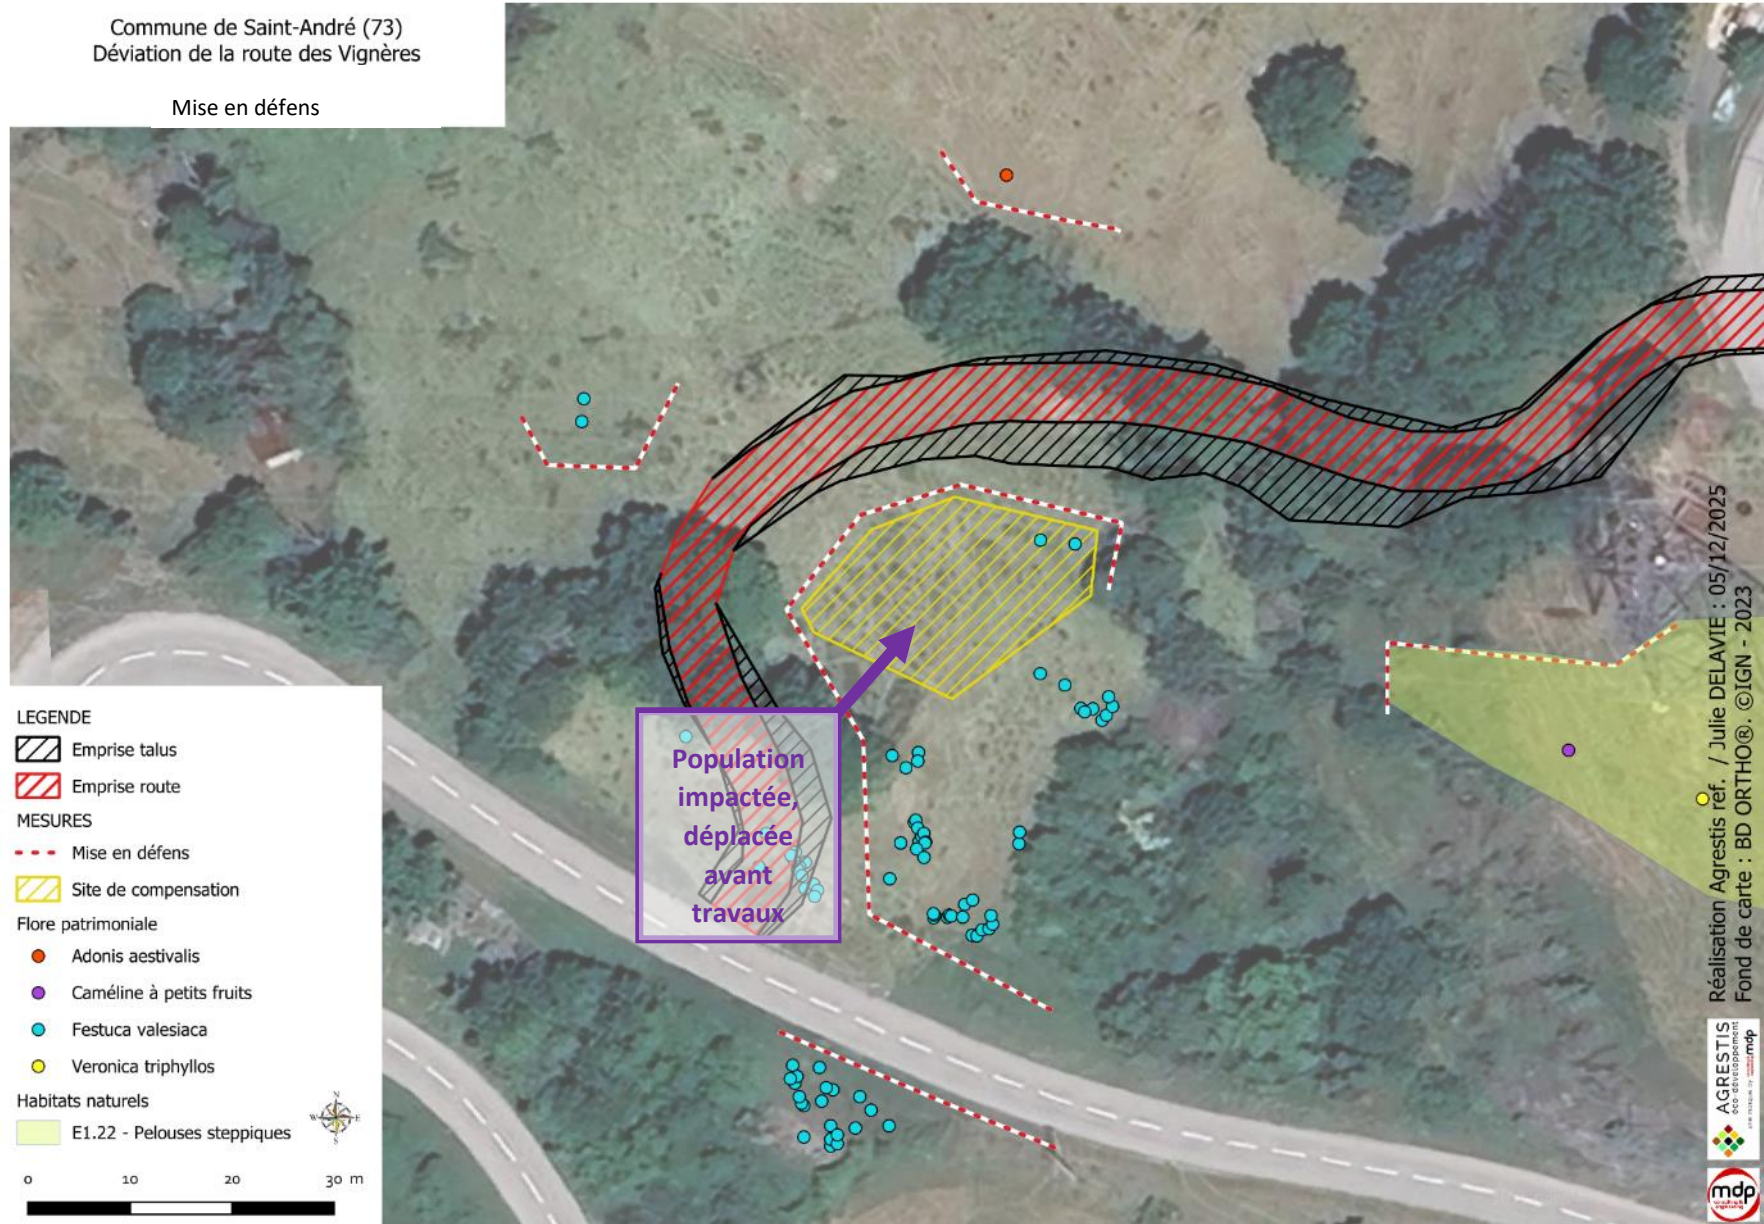 Commune de Saint-André (73)
Déviation de la route des Vignères
Mise en défens
Population
impactée,
déplacée
avant
travaux
LEGENDE
Emprise talus
Emprise route
MESURES
Mise en défens
Site de compensation
Flore patrimoniale
Adonis aestivalis
Caméline à petits fruits
Festuca valesiaca
Veronica triphyllos
Habitats naturels
E1.22 - Pelouses steppiques
N
W E
S
0 10 20 30 m
Réalisation Agrestis réf. / Julie DELAVIE : 05/12/2025
Fond de carte : BD ORTHO®. ©IGN - 2023
AGRESTIS
éco-développement
mdp
mdp